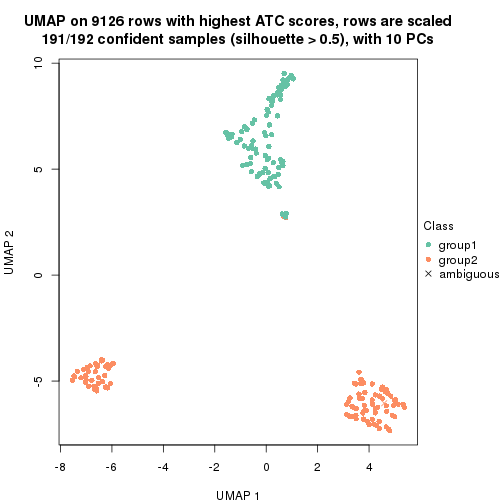 UMAP on 9126 rows with highest ATC scores, rows are scaled
191/192 confident samples (silhouette > 0.5), with 10 PCs
10
5
0
-5
UMAP 2
-8
-6
-4
-2
0
2
4
UMAP 1
Class
group1
group2
ambiguous